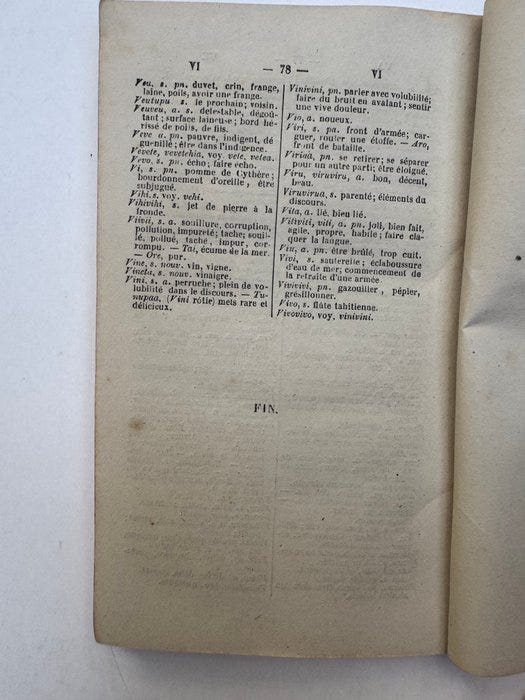 VI
— 78 —
VI
Veu, s. pn. duvet, crin, frange,
laine, poils, avoir une frange.
Veutupu s. le prochain; voisin.
Veuveu, a. s. détestable, dégoû-
tant; surface laineuse; bord hé-
rissé de poils, de fils.
Veve a. pn. pauvre, indigent, dé
guenillé; être dans l'indigence.
Vevete, vevetehia, voy. vete, vetea.
Vevo, s. pn. écho; faire echo.
Vi, s. pn. pomme de Cythère;
bourdonnement d'oreille, être
subjugué.
Vihi.s. voy. vehi.
Vihivihi, s. jet de pierre à la
fronde.
Viivii, s. a. souillure, corruption,
pollution, impureté; tache; souil-
lé, pollué, taché, impur, cor-
rompu. — Tai, écume de la mer.
— Ore, pur.
Vine, s. nouv. vin, vigne.
Vineta, s. nouv. vinaigre.
Vini, s. a. perruche; plein de vo-
lubilité dans le discours. — Tu-
nupaa, (Vini rôtir) mets rare et
délicieux.
Vinivini, pn. parler avec volubilité;
faire du bruit en avalant; sentir
une vive douleur.
Vio, a. noueux.
Viri, s. pa. front d'armée; car-
guer, rouler une étoffe. — Aro,
front de bataille.
Viriaa, pn. se retirer; se séparer
pour un autre parti; être éloigné.
Viru, viruviru, a. bon, décent,
beau.
Viruvirua, s. parenté; éléments du
discours.
Vita, a. lié, bien lié.
Vitiviti, viti, a. pn. joli, bien fait,
agile, propre, habile; faire cla-
quer la langue.
Viu, a. pn. être brûlé, trop cuit.
Vivi, s. sauterelle; éclaboussure
d'eau de mer; commencement de
la retraite d'une armée.
Vivivivi, pn. gazouiller, pépier,
grésillonner.
Vivo, s. flûte tahitienne.
Vivovivo, voy. vinivini.
FIN.